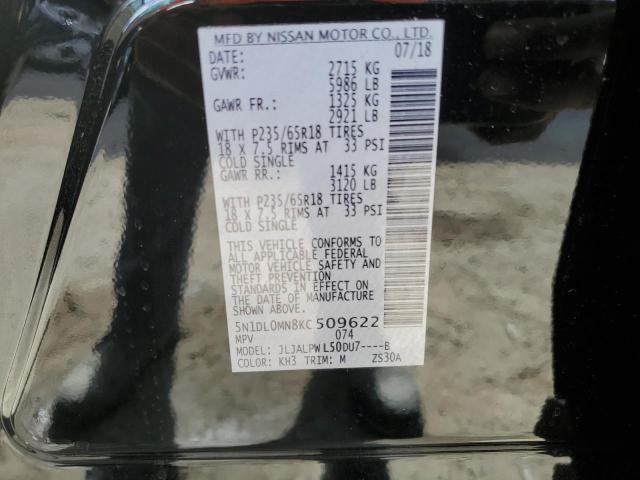 MFD BY NISSAN MOTOR CO., LTD.
DATE: 07/18
GVWR: 2715 KG
5986 LB
GAWR FR.: 1325 KG
2921 LB
WITH P235/65R18 TIRES
18 X 7.5 RIMS AT 33 PSI
COLD SINGLE
GAWR RR.: 1415 KG
3120 LB
WITH P235/65R18 TIRES
18 X 7.5 RIMS AT 33 PSI
COLD SINGLE
THIS VEHICLE CONFORMS TO
ALL APPLICABLE FEDERAL
MOTOR VEHICLE SAFETY AND
THEFT PREVENTION
STANDARDS IN EFFECT ON
THE DATE OF MANUFACTURE
SHOWN ABOVE.
5N1DL0MN8KC509622
MPV 074
MODEL: JLJALPWL50DU7----B
COLOR: KH3 TRIM: M ZS30A